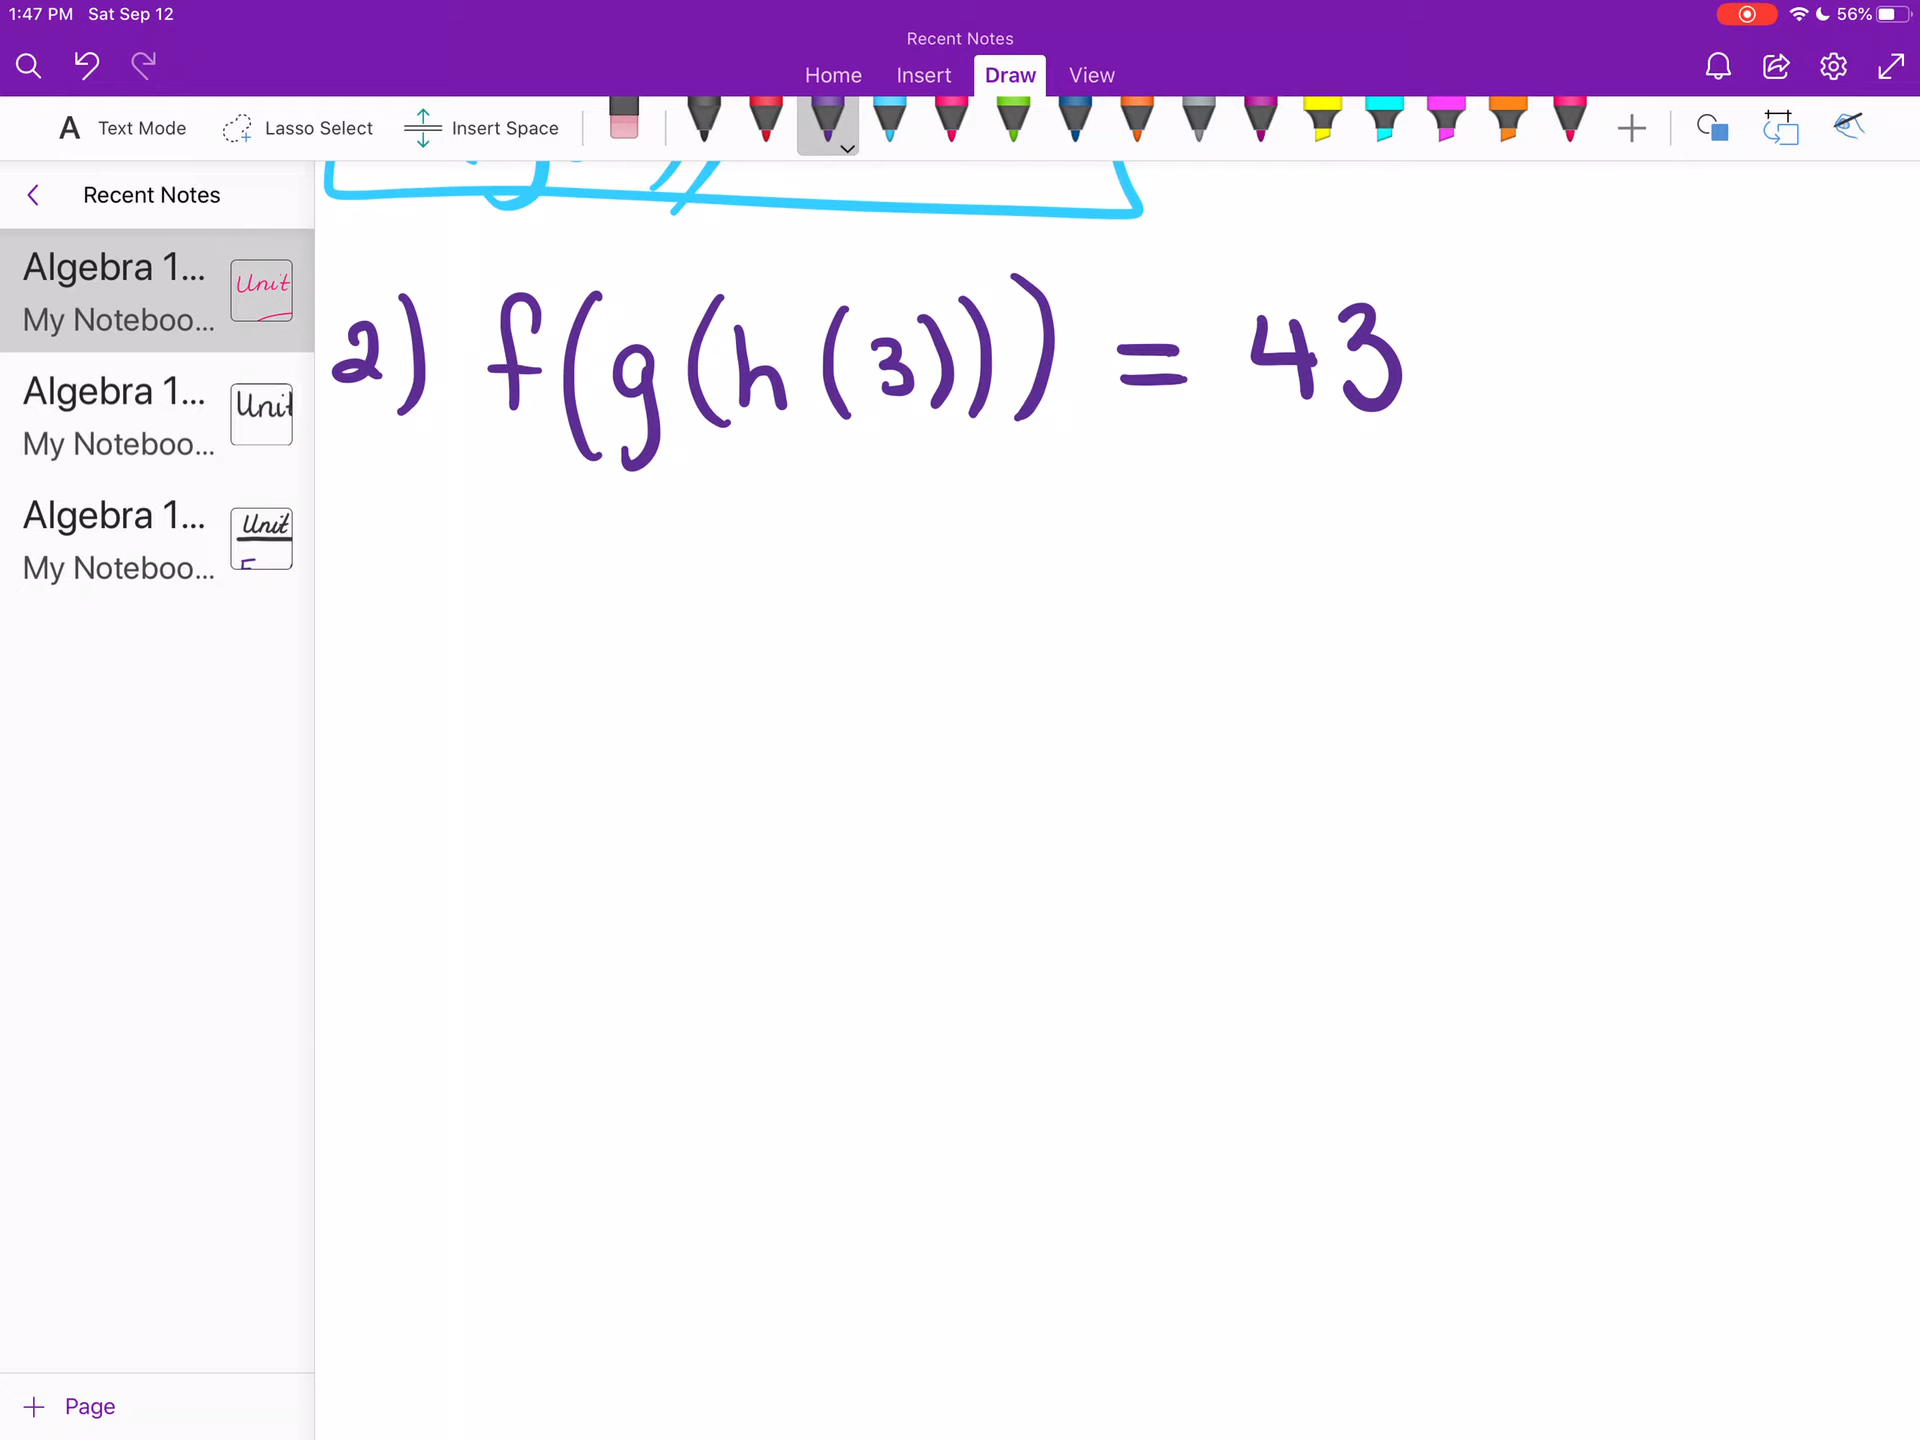 1:47 PM Sat Sep 12
56%
Recent Notes
Home Insert Draw View
A Text Mode Lasso Select Insert Space
Recent Notes
Algebra 1...
Unit
My Noteboo...
Algebra 1...
Unit
My Noteboo...
Algebra 1...
Unit
My Noteboo...
2) f(g(h(3))) = 43
+ Page